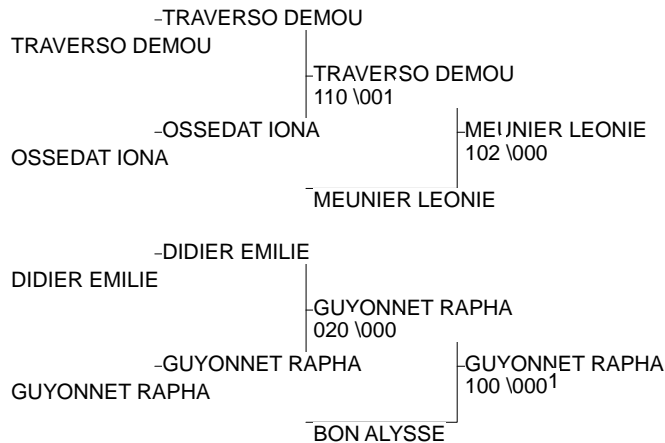 TRAVERSO DEMOU
TRAVERSO DEMOU
TRAVERSO DEMOU
110 \001
OSSEDAT IONA
MEUNIER LEONIE
102 \000
OSSEDAT IONA
MEUNIER LEONIE
DIDIER EMILIE
DIDIER EMILIE
GUYONNET RAPHA
020 \000
GUYONNET RAPHA
GUYONNET RAPHA
100 \000¹
GUYONNET RAPHA
BON ALYSSE